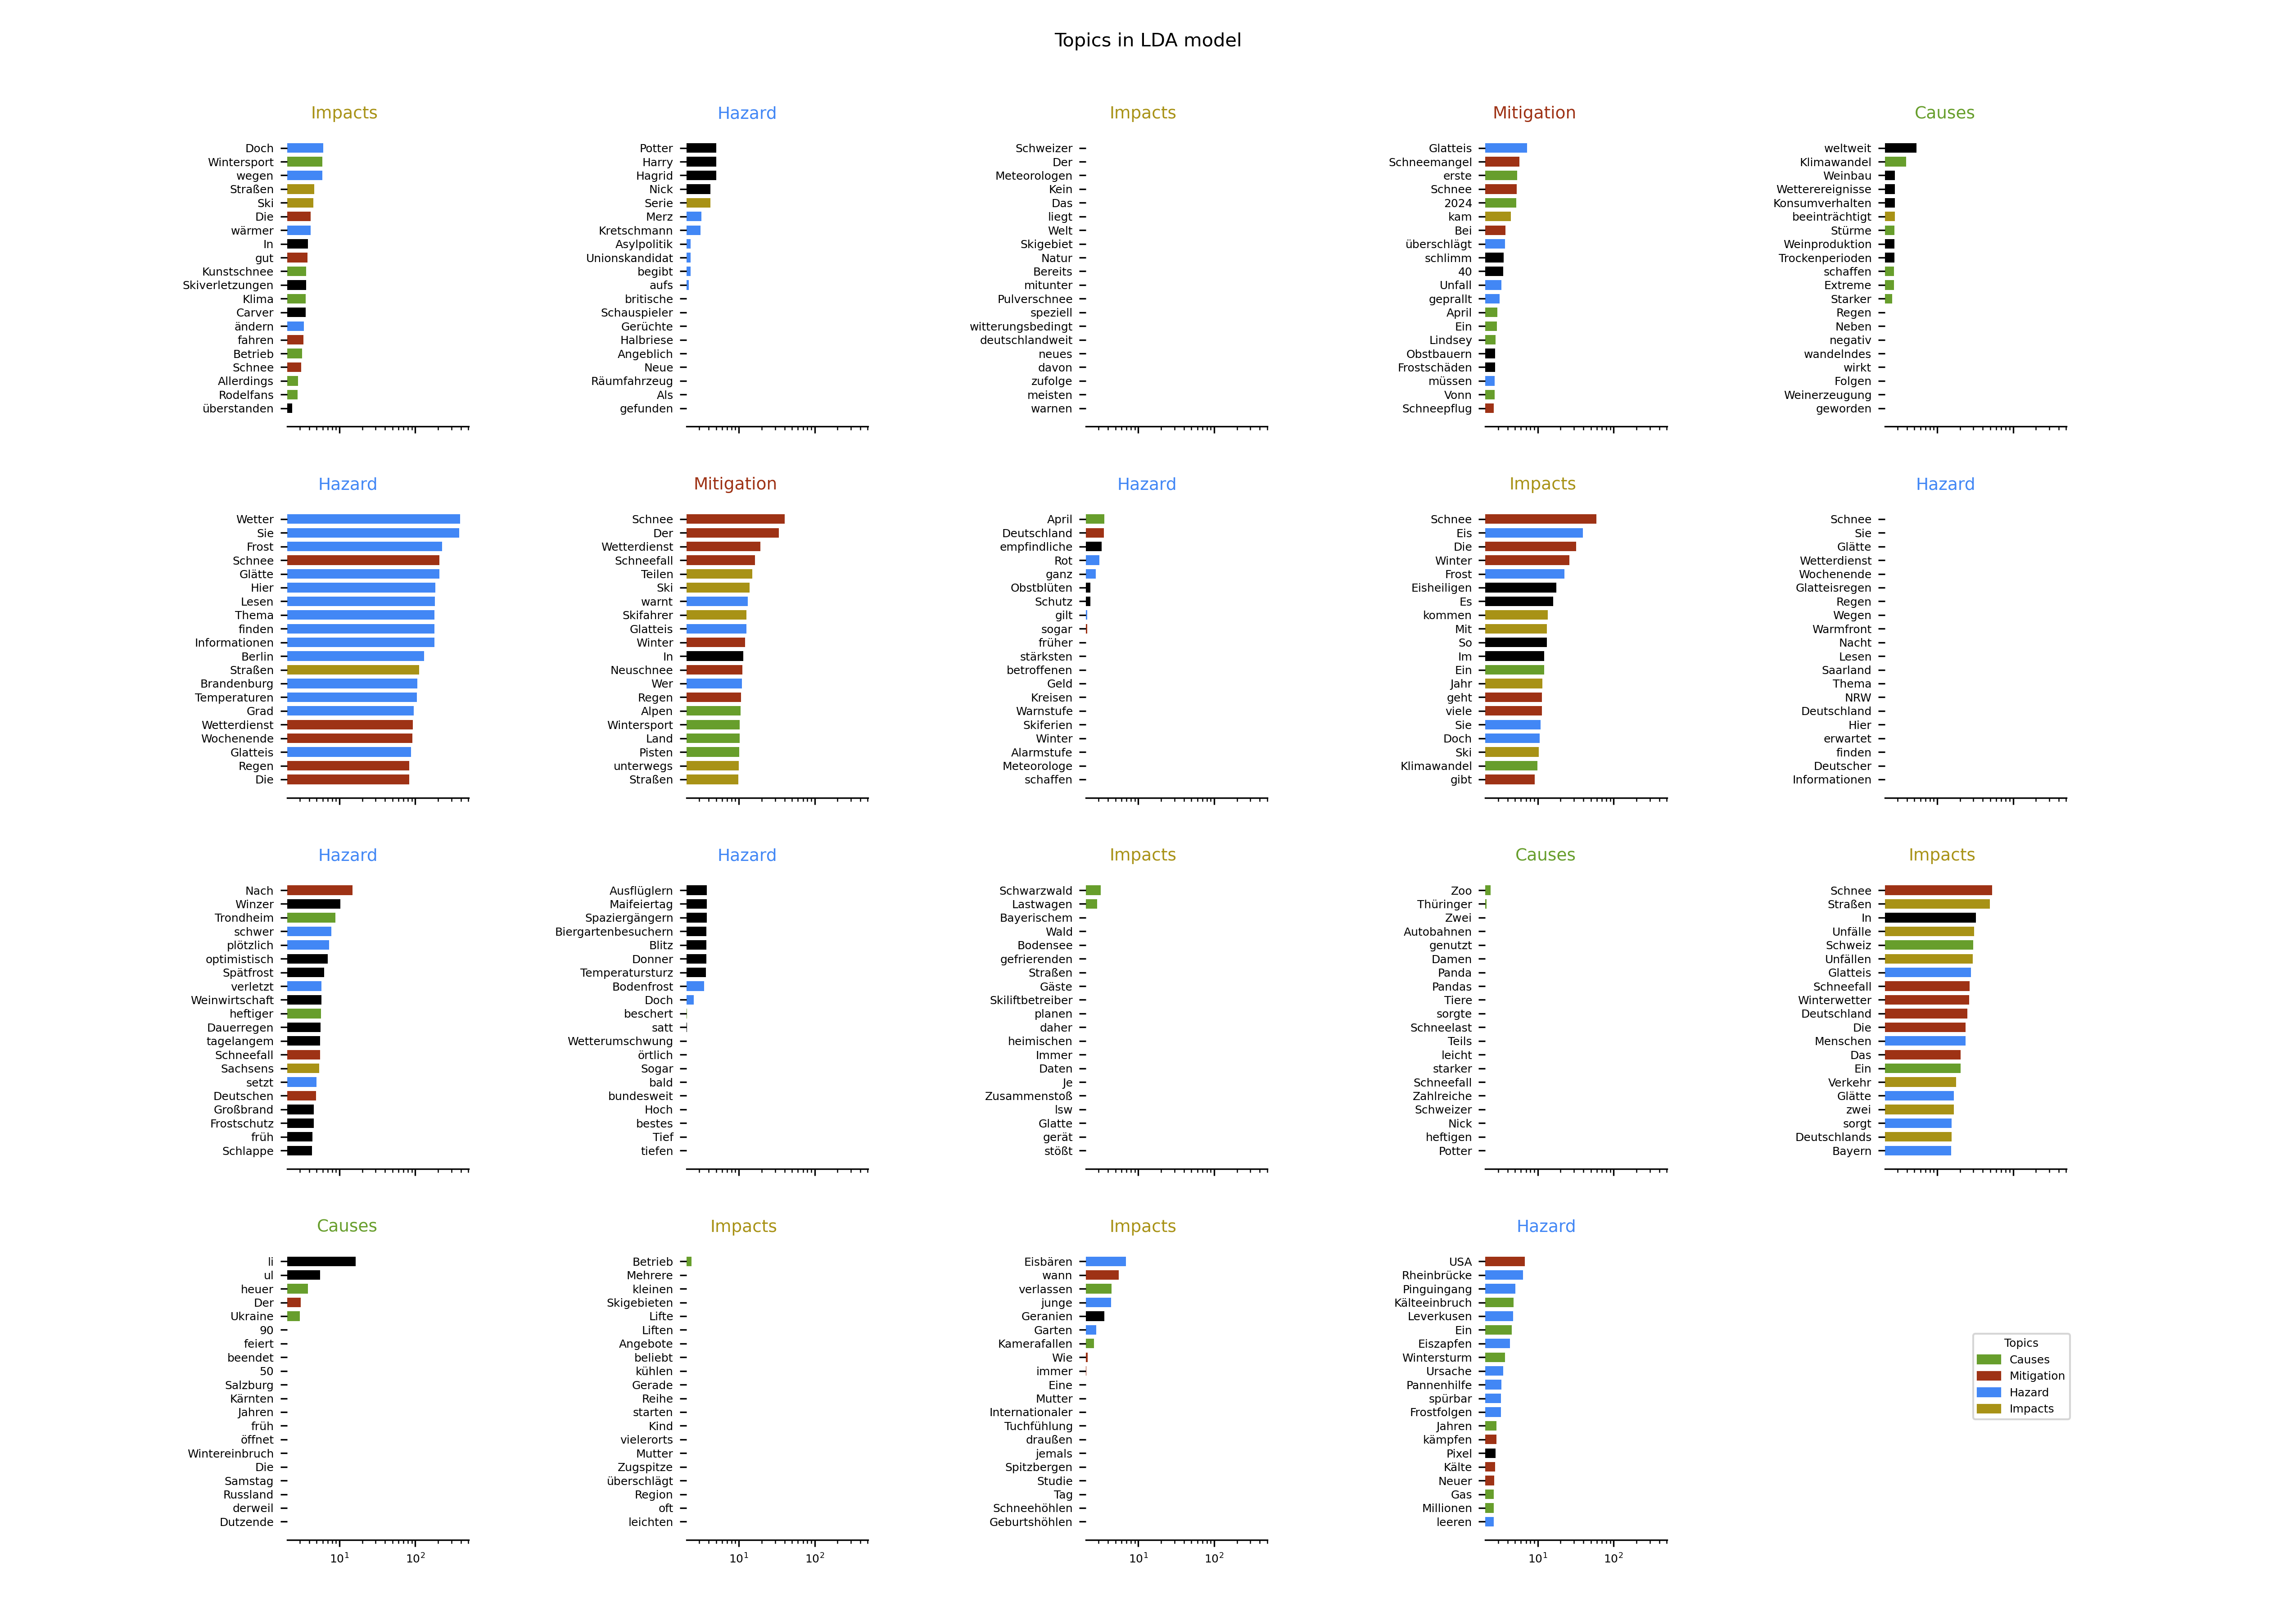 Topics in LDA model
Impacts
Doch
Wintersport
wegen
Straßen
Ski
Die
wärmer
In
gut
Kunstschnee
Skiverletzungen
Klima
Carver
ändern
fahren
Betrieb
Schnee
Allerdings
Rodelfans
überstanden
Hazard
Potter
Harry
Hagrid
Nick
Serie
Merz
Kretschmann
Asylpolitik
Unionskandidat
begibt
aufs
britische
Schauspieler
Gerüchte
Halbriese
Angeblich
Neue
Räumfahrzeug
Als
gefunden
Impacts
Schweizer
Der
Meteorologen
Kein
Das
liegt
Welt
Skigebiet
Natur
Bereits
mitunter
Pulverschnee
speziell
witterungsbedingt
deutschlandweit
neues
davon
zufolge
meisten
warnen
Mitigation
Glatteis
Schneemangel
erste
Schnee
2024
kam
Bei
überschlägt
schlimm
40
Unfall
geprallt
April
Ein
Lindsey
Obstbauern
Frostschäden
müssen
Vonn
Schneepflug
Causes
weltweit
Klimawandel
Weinbau
Wetterereignisse
Konsumverhalten
beeinträchtigt
Stürme
Weinproduktion
Trockenperioden
schaffen
Extreme
Starker
Regen
Neben
negativ
wandelndes
wirkt
Folgen
Weinerzeugung
geworden
Hazard
Wetter
Sie
Frost
Schnee
Glätte
Hier
Lesen
Thema
finden
Informationen
Berlin
Straßen
Brandenburg
Temperaturen
Grad
Wetterdienst
Wochenende
Glatteis
Regen
Die
Mitigation
Schnee
Der
Wetterdienst
Schneefall
Teilen
Ski
warnt
Skifahrer
Glatteis
Winter
In
Neuschnee
Wer
Regen
Alpen
Wintersport
Land
Pisten
unterwegs
Straßen
Hazard
April
Deutschland
empfindliche
Rot
ganz
Obstblüten
Schutz
gilt
sogar
früher
stärksten
betroffenen
Geld
Kreisen
Warnstufe
Skiferien
Winter
Alarmstufe
Meteorologe
schaffen
Impacts
Schnee
Eis
Die
Winter
Frost
Eisheiligen
Es
kommen
Mit
So
Im
Ein
Jahr
geht
viele
Sie
Doch
Ski
Klimawandel
gibt
Hazard
Schnee
Sie
Glätte
Wetterdienst
Wochenende
Glatteisregen
Regen
Wegen
Warmfront
Nacht
Lesen
Saarland
Thema
NRW
Deutschland
Hier
erwartet
finden
Deutscher
Informationen
Hazard
Nach
Winzer
Trondheim
schwer
plötzlich
optimistisch
Spätfrost
verletzt
Weinwirtschaft
heftiger
Dauerregen
tagelangem
Schneefall
Sachsens
setzt
Deutschen
Großbrand
Frostschutz
früh
Schlappe
Hazard
Ausflüglern
Maifeiertag
Spaziergängern
Biergartenbesuchern
Blitz
Donner
Temperatursturz
Bodenfrost
Doch
beschert
satt
Wetterumschwung
örtlich
Sogar
bald
bundesweit
Hoch
bestes
Tief
tiefen
Impacts
Schwarzwald
Lastwagen
Bayerischem
Wald
Bodensee
gefrierenden
Straßen
Gäste
Skiliftbetreiber
planen
daher
heimischen
Immer
Daten
Je
Zusammenstoß
lsw
Glatte
gerät
stößt
Causes
Zoo
Thüringer
Zwei
Autobahnen
genutzt
Damen
Panda
Pandas
Tiere
sorgte
Schneelast
Teils
leicht
starker
Schneefall
Zahlreiche
Schweizer
Nick
heftigen
Potter
Impacts
Schnee
Straßen
In
Unfälle
Schweiz
Unfällen
Glatteis
Schneefall
Winterwetter
Deutschland
Die
Menschen
Das
Ein
Verkehr
Glätte
zwei
sorgt
Deutschlands
Bayern
Causes
li
ul
heuer
Der
Ukraine
90
feiert
beendet
50
Salzburg
Kärnten
Jahren
früh
öffnet
Wintereinbruch
Die
Samstag
Russland
derweil
Dutzende
10¹ 10²
Impacts
Betrieb
Mehrere
kleinen
Skigebieten
Lifte
Liften
Angebote
beliebt
kühlen
Gerade
Reihe
starten
Kind
vielerorts
Mutter
Zugspitze
überschlägt
Region
oft
leichten
10¹ 10²
Impacts
Eisbären
wann
verlassen
junge
Geranien
Garten
Kamerafallen
Wie
immer
Eine
Mutter
Internationaler
Tuchfühlung
draußen
jemals
Spitzbergen
Studie
Tag
Schneehöhlen
Geburtshöhlen
10¹ 10²
Hazard
USA
Rheinbrücke
Pinguingang
Kälteeinbruch
Leverkusen
Ein
Eiszapfen
Wintersturm
Ursache
Pannenhilfe
spürbar
Frostfolgen
Jahren
kämpfen
Pixel
Kälte
Neuer
Gas
Millionen
leeren
10¹ 10²
Topics
Causes
Mitigation
Hazard
Impacts